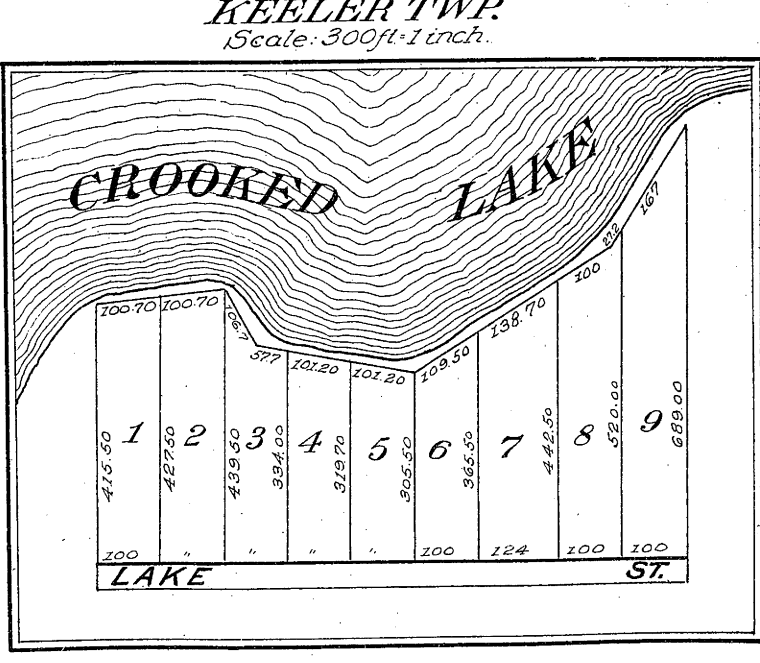 KEELER TWP.
Scale: 300ft=1 inch.
CROOKED LAKE
100.70 100.70 106.7 57.7 101.20 101.20 109.50 138.70 100 27.2 167
1 2 3 4 5 6 7 8 9
415.50 427.50 439.50 334.00 319.70 305.50 365.50 442.50 520.00 689.00
100 " " " " 100 124 100 100
LAKE ST.